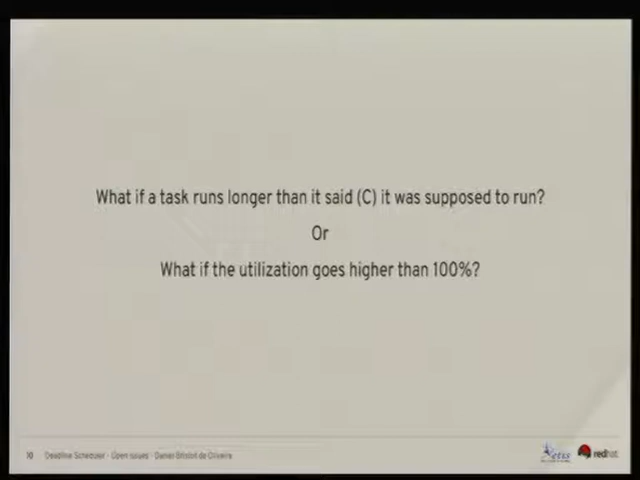 What if a task runs longer than it said (C) it was supposed to run?
Or
What if the utilization goes higher than 100%?
10 Deadline Scheduler - Open issues - Daniel Bristot de Oliveira
retis
redhat